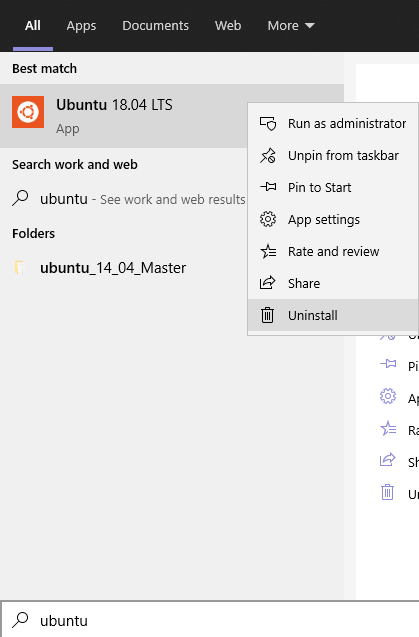 All Apps Documents Web More
Best match
Ubuntu 18.04 LTS
App
Search work and web
ubuntu - See work and web results
Folders
ubuntu_14_04_Master
Run as administrator
Unpin from taskbar
Pin to Start
App settings
Rate and review
Share
Uninstall
Pi
Ap
Ra
Sh
Un
ubuntu